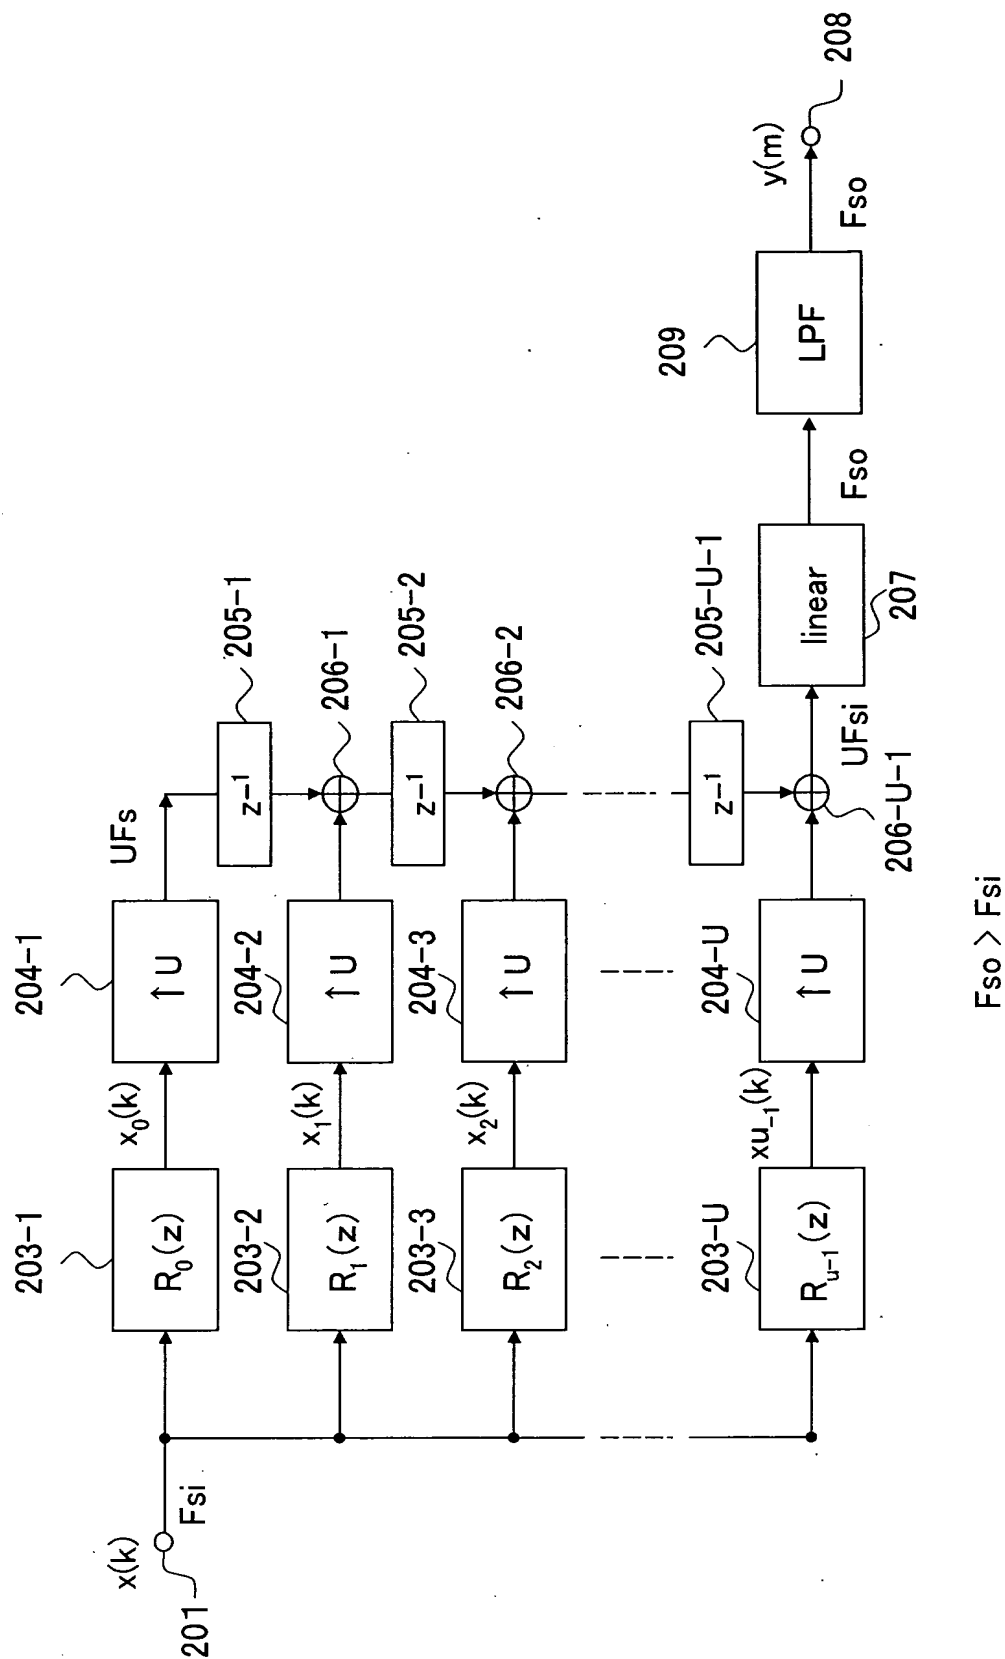 x(k)
201
Fsi
203-1
R0(z)
x0(k)
204-1
↑U
UFs
z-1
205-1
203-2
R1(z)
x1(k)
204-2
↑U
206-1
z-1
205-2
203-3
R2(z)
x2(k)
204-3
↑U
206-2
203-U
Ru-1(z)
xu-1(k)
204-U
↑U
z-1
205-U-1
206-U-1
UFsi
linear
207
Fso
209
LPF
Fso
y(m)
208
Fso > Fsi